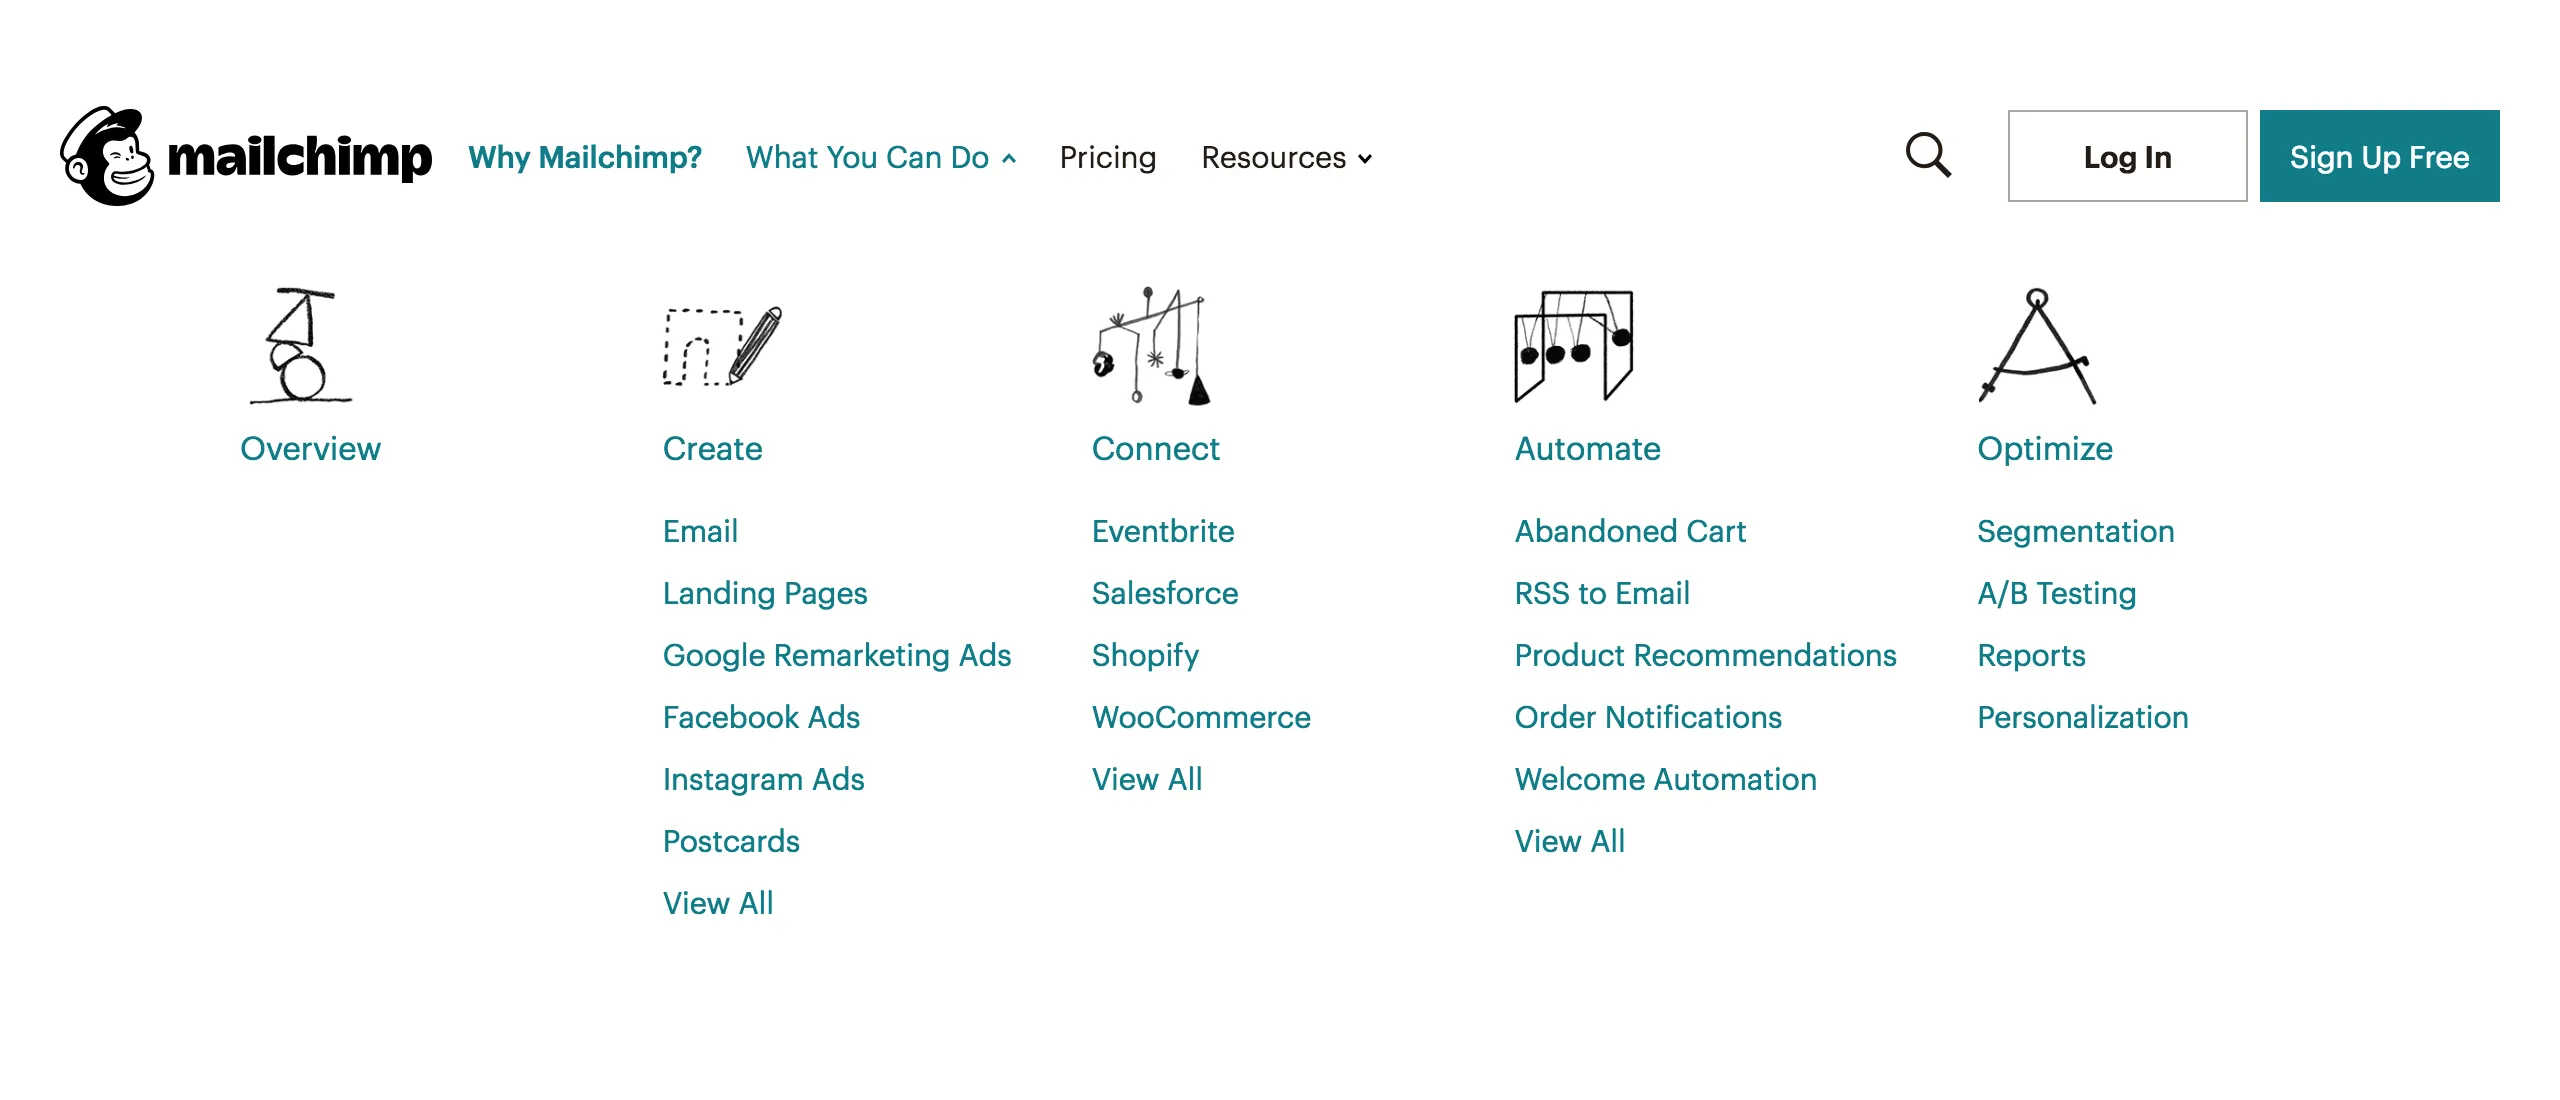 mailchimp Why Mailchimp? What You Can Do Pricing Resources Log In Sign Up Free
Overview
Create
Email
Landing Pages
Google Remarketing Ads
Facebook Ads
Instagram Ads
Postcards
View All
Connect
Eventbrite
Salesforce
Shopify
WooCommerce
View All
Automate
Abandoned Cart
RSS to Email
Product Recommendations
Order Notifications
Welcome Automation
View All
Optimize
Segmentation
A/B Testing
Reports
Personalization